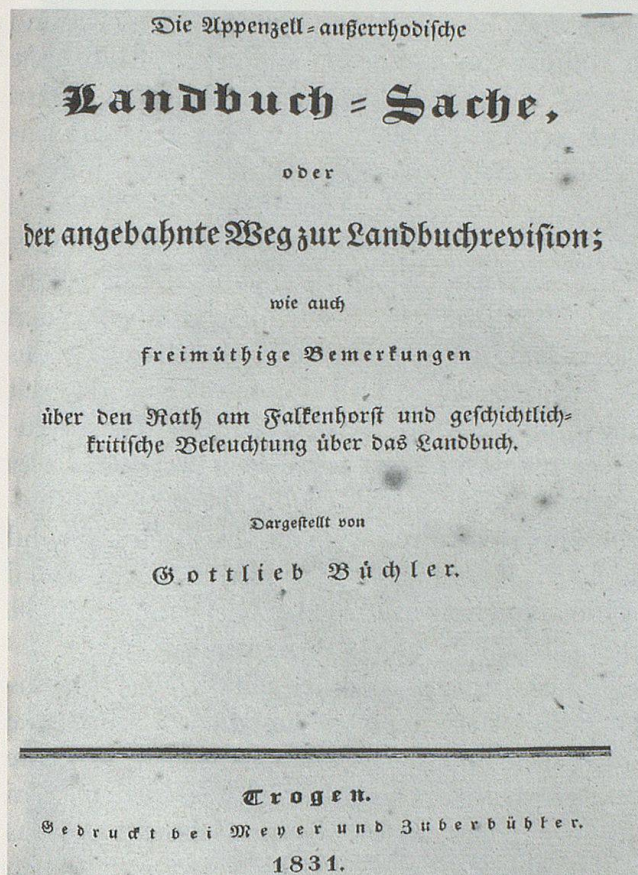 Die Appenzell-außerrhodische
Landbuch-Sache,
oder
der angebahnte Weg zur Landbuchrevision;
wie auch
freimüthige Bemerkungen
über den Rath am Falkenhorst und geschichtlich-
kritische Beleuchtung über das Landbuch.
Dargestellt von
Gottlieb Büchler.
Trogen.
Gedruckt bei Meyer und Zuberbühler.
1831.